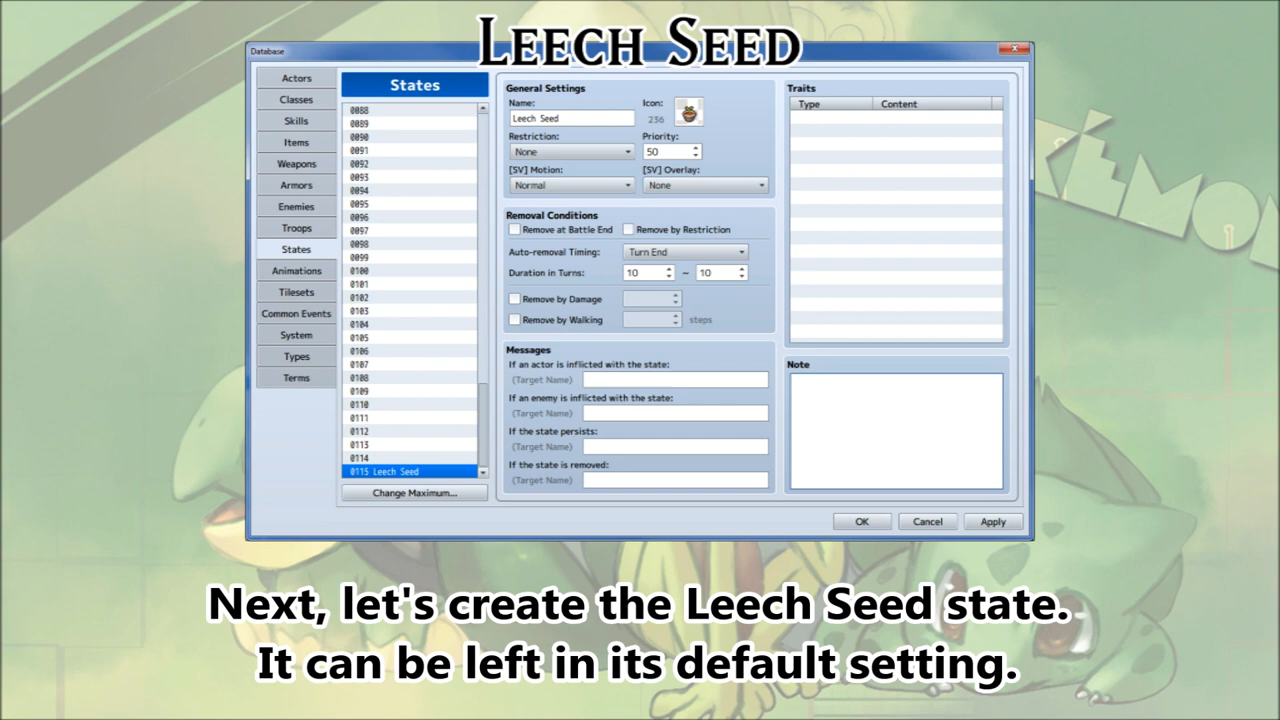 LEECH SEED
Database
Actors
Classes
Skills
Items
Weapons
Armors
Enemies
Troops
States
Animations
Tilesets
Common Events
System
Types
Terms
States
0088
0089
0090
0091
0092
0093
0094
0095
0096
0097
0098
0099
0100
0101
0102
0103
0104
0105
0106
0107
0108
0109
0110
0111
0112
0113
0114
0115 Leech Seed
Change Maximum...
General Settings
Name: Icon:
Leech Seed 236
Restriction: Priority:
None 50
[SV] Motion: [SV] Overlay:
Normal None
Removal Conditions
Remove at Battle End Remove by Restriction
Auto-removal Timing: Turn End
Duration in Turns: 10 ~ 10
Remove by Damage
Remove by Walking steps
Messages
If an actor is inflicted with the state:
(Target Name)
If an enemy is inflicted with the state:
(Target Name)
If the state persists:
(Target Name)
If the state is removed:
(Target Name)
Traits
Type Content
Note
OK Cancel Apply
POKÉMON
Next, let's create the Leech Seed state.
It can be left in its default setting.